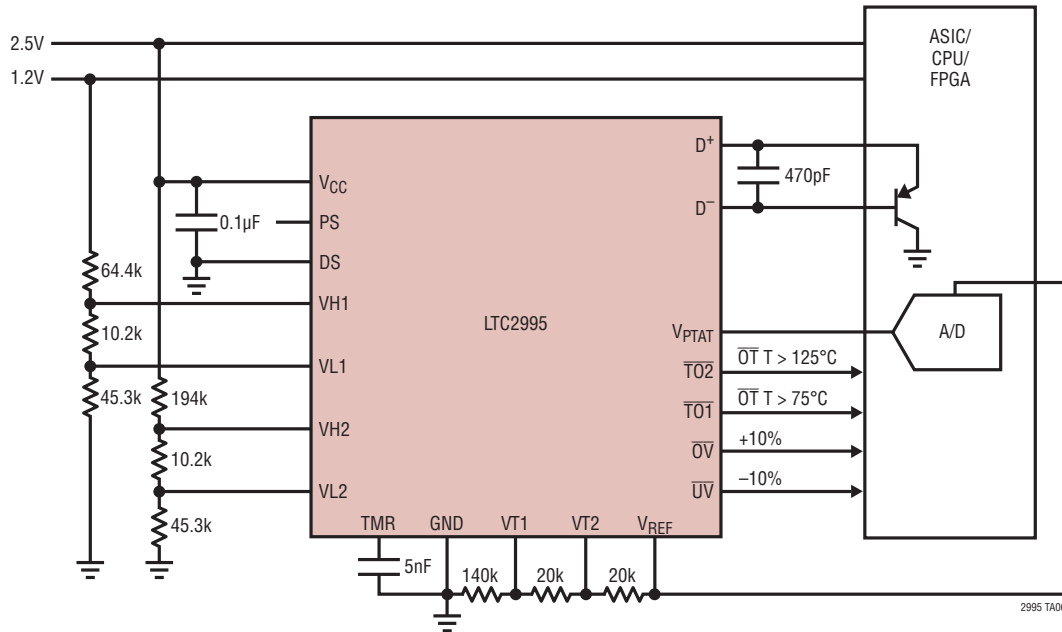 2.5V
1.2V
ASIC/
CPU/
FPGA
D+
470pF
D−
VCC
0.1µF
PS
DS
64.4k
VH1
10.2k
VL1
45.3k
194k
VH2
10.2k
VL2
45.3k
LTC2995
VPTAT
A/D
TO2
OT T > 125°C
TO1
OT T > 75°C
OV
+10%
UV
–10%
TMR GND VT1 VT2 VREF
5nF
140k 20k 20k